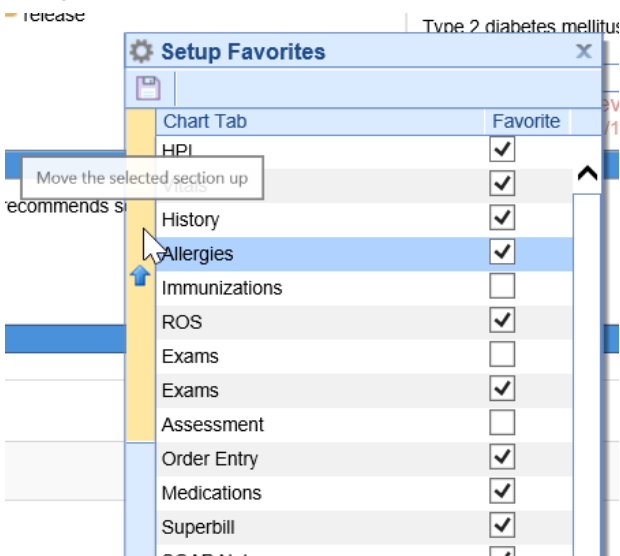 release
Type 2 diabetes mellitus
Setup Favorites
Chart Tab Favorite
HPI
Move the selected section up
Vitals
recommends s
History
Allergies
Immunizations
ROS
Exams
Exams
Assessment
Order Entry
Medications
Superbill